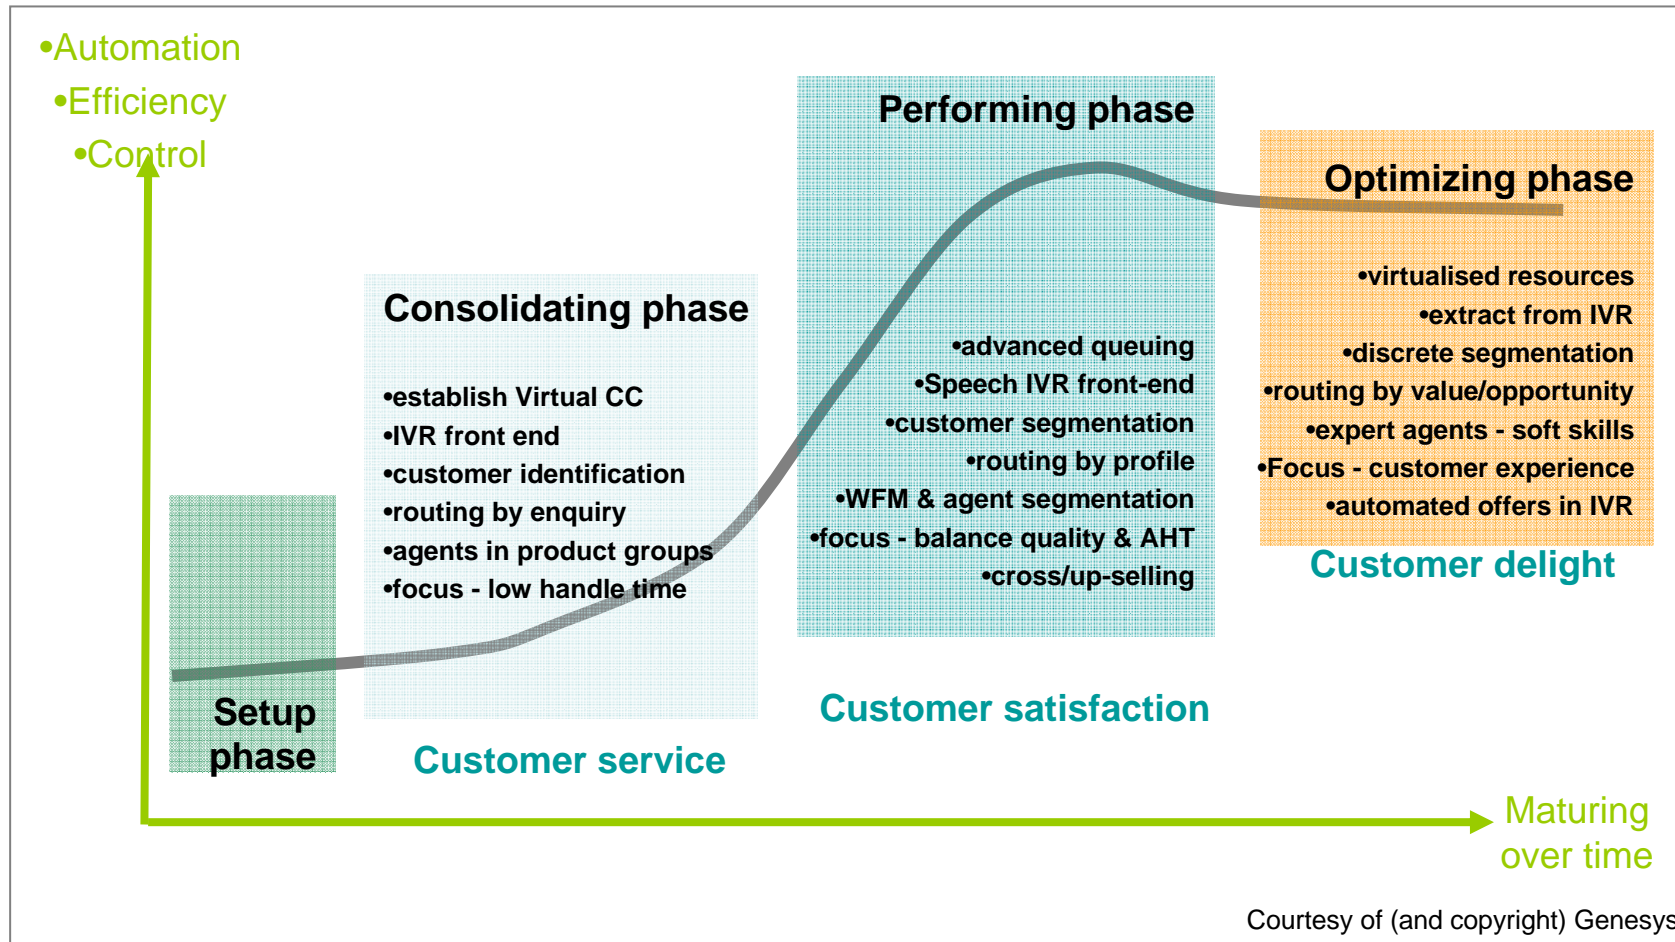 •Automation
•Efficiency
•Control
Performing phase
•advanced queuing
•Speech IVR front-end
•customer segmentation
•routing by profile
•WFM & agent segmentation
•focus - balance quality & AHT
•cross/up-selling
Optimizing phase
•virtualised resources
•extract from IVR
•discrete segmentation
•routing by value/opportunity
•expert agents - soft skills
•Focus - customer experience
•automated offers in IVR
Customer delight
Consolidating phase
•establish Virtual CC
•IVR front end
•customer identification
•routing by enquiry
•agents in product groups
•focus - low handle time
Setup
phase
Customer service
Customer satisfaction
Maturing
over time
Courtesy of (and copyright) Genesys